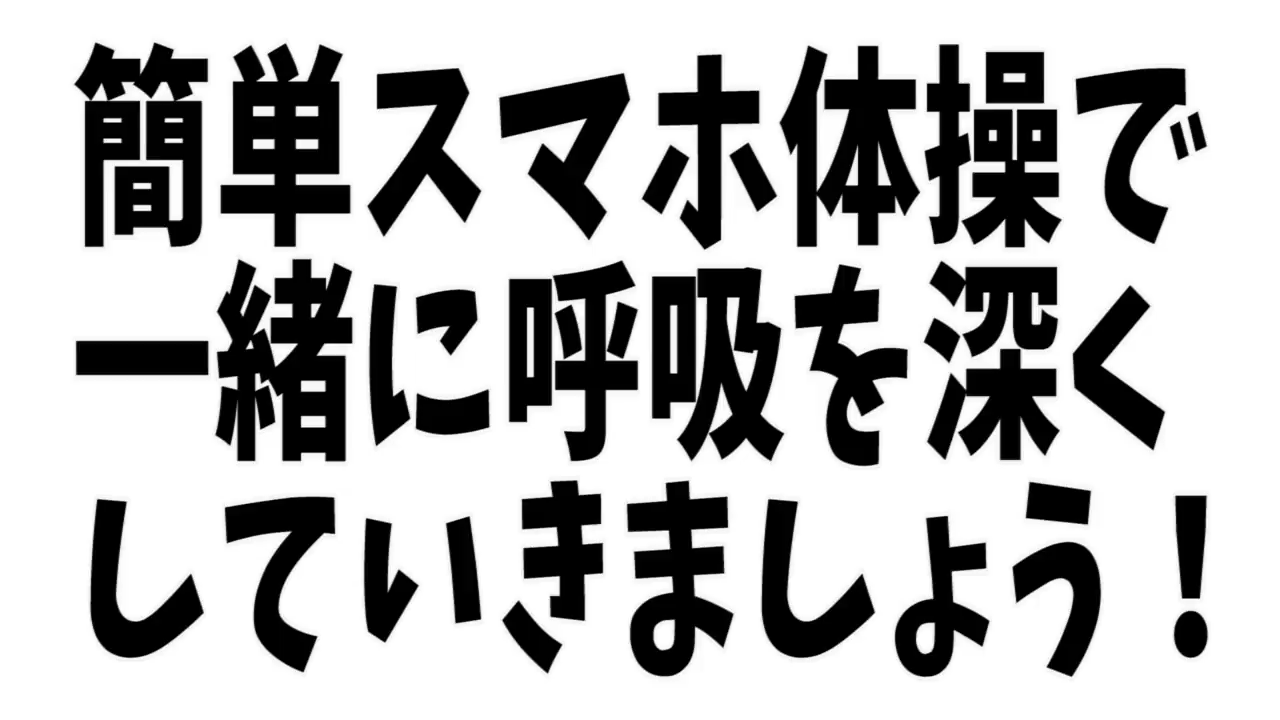 簡単スマホ体操で
一緒に呼吸を深く
していきましょう！